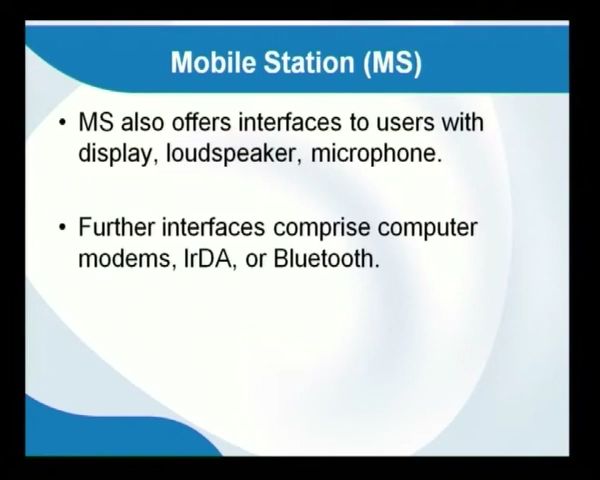 Mobile Station (MS)
• MS also offers interfaces to users with
display, loudspeaker, microphone.
• Further interfaces comprise computer
modems, IrDA, or Bluetooth.